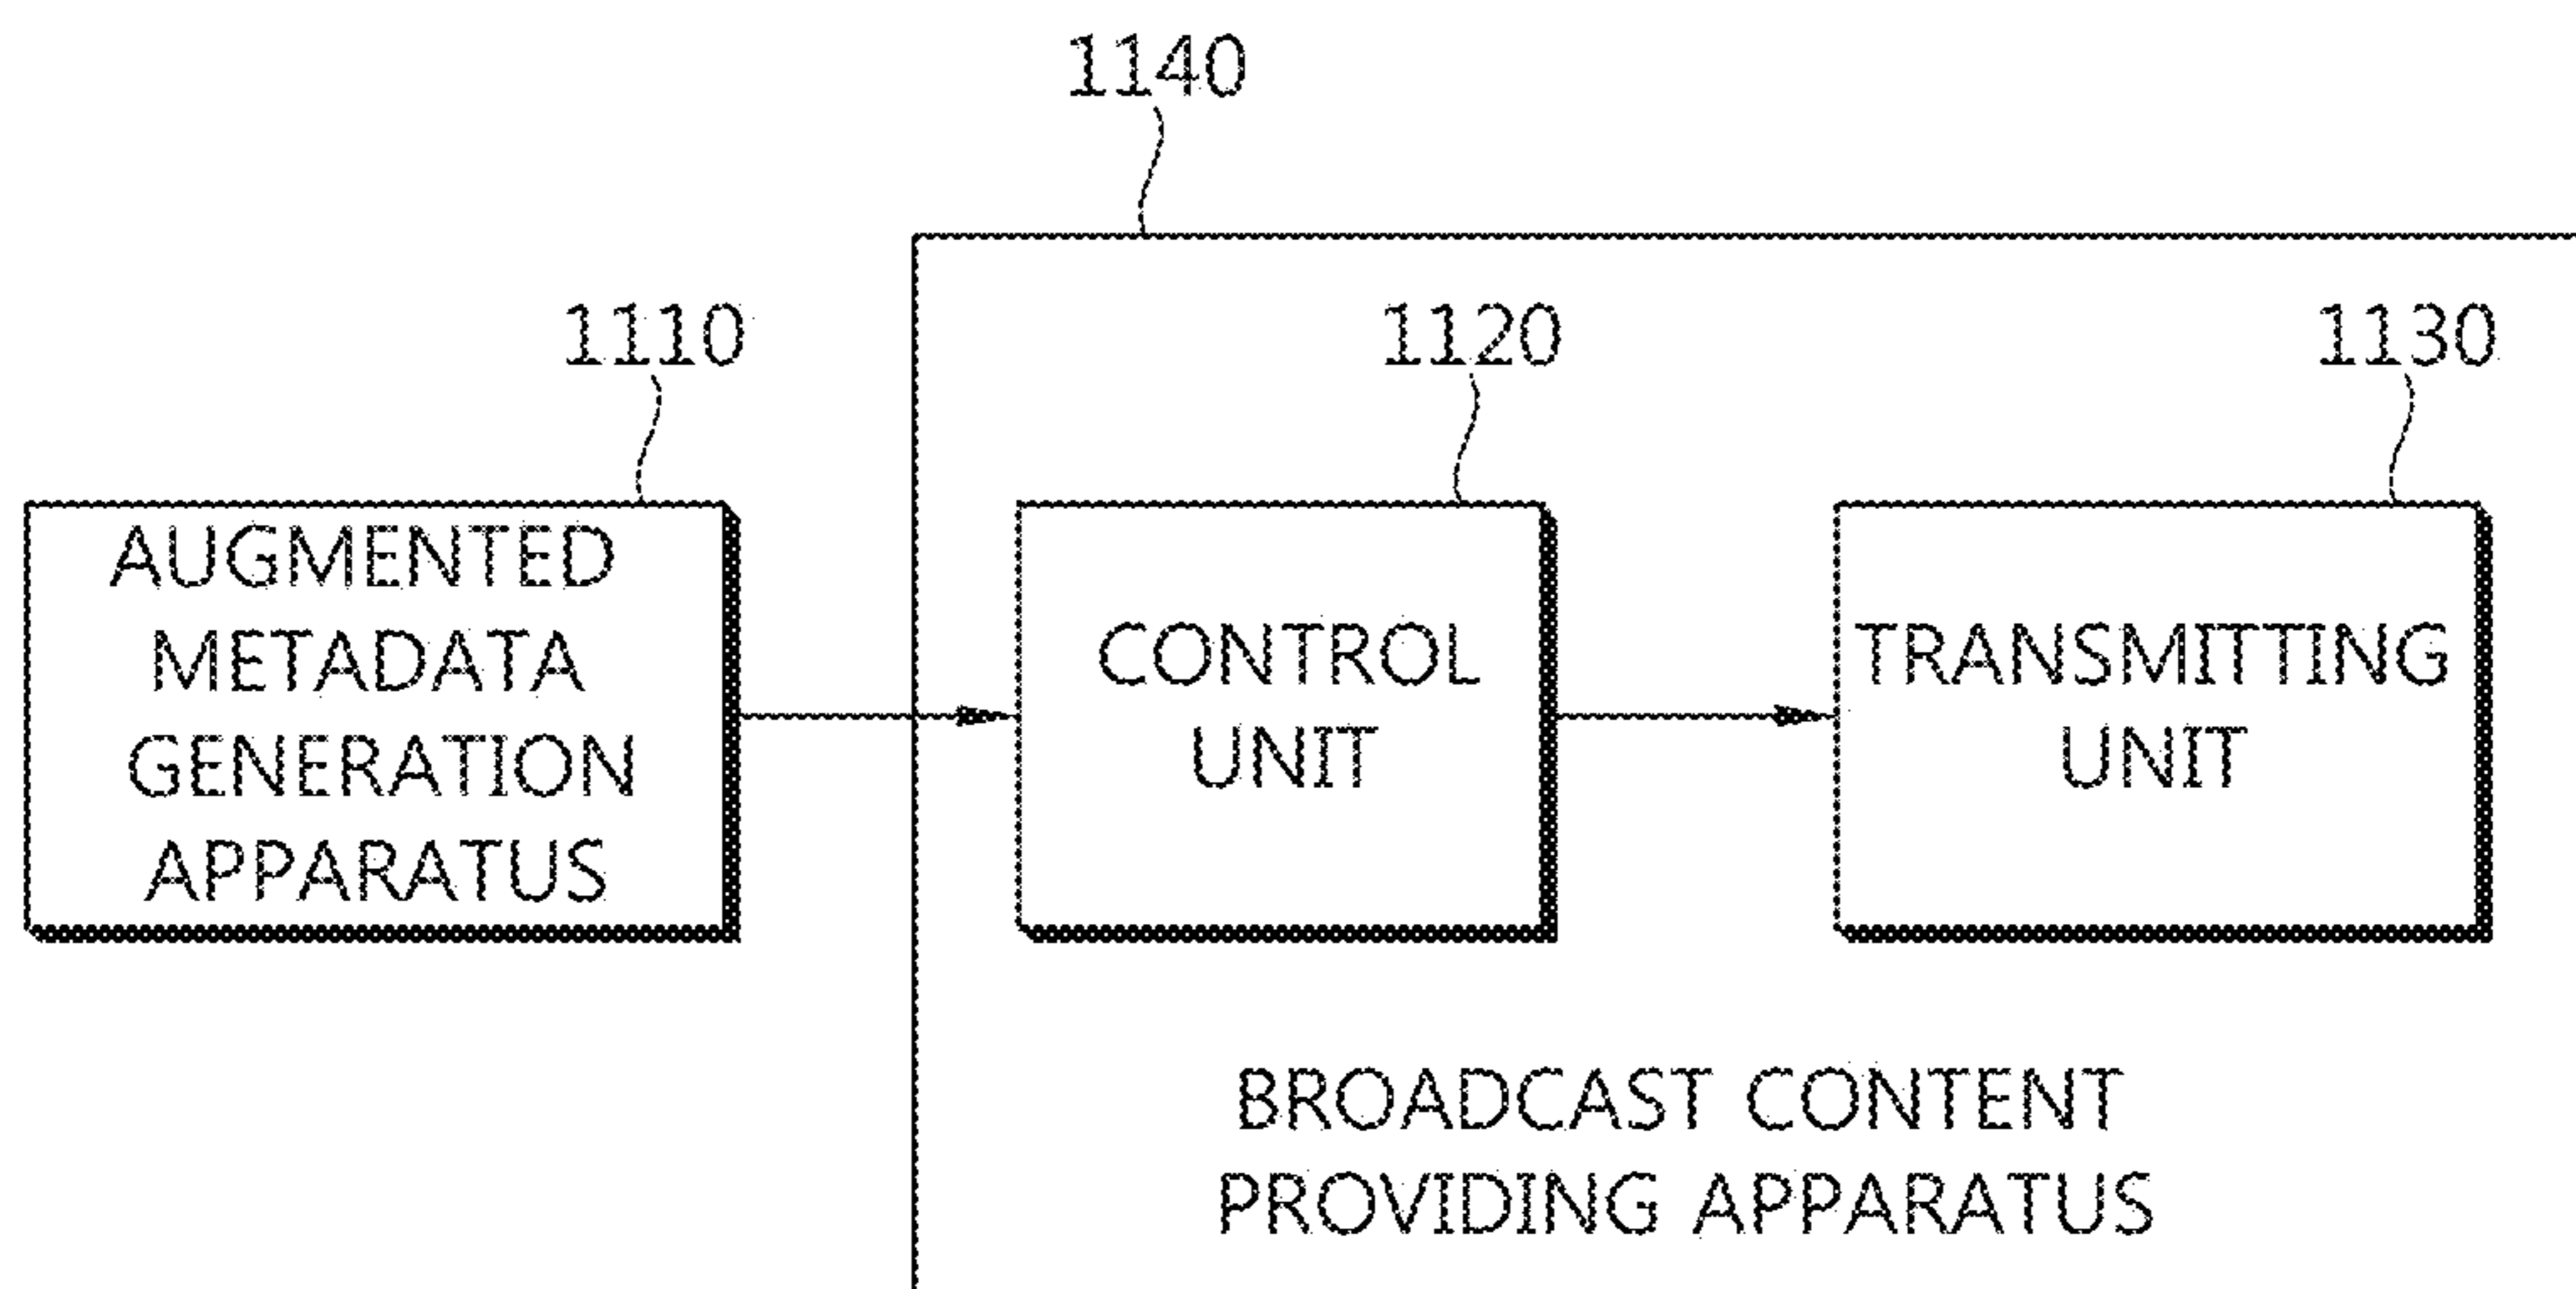 1140
1110
1120
1130
AUGMENTED
METADATA
GENERATION
APPARATUS
CONTROL
UNIT
TRANSMITTING
UNIT
BROADCAST CONTENT
PROVIDING APPARATUS